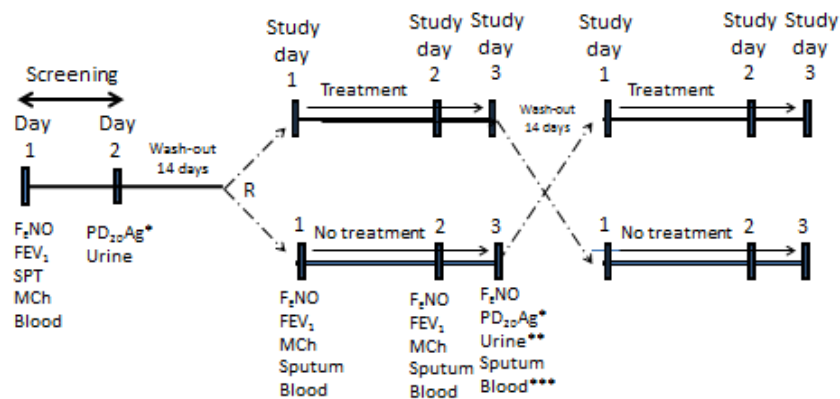 Screening
Day
1
Day
2
Wash-out
14 days
FₑNO
FEV₁
SPT
MCh
Blood
PD₂₀Ag*
Urine
R
Study
day
1
Study
day
2
Study
day
3
Treatment
1
No treatment
2
3
FₑNO
FEV₁
MCh
Sputum
Blood
FₑNO
FEV₁
MCh
Sputum
Blood
FₑNO
PD₂₀Ag*
Urine**
Sputum
Blood***
Wash-out
14 days
Study
day
1
Study
day
2
Study
day
3
Treatment
1
No treatment
2
3